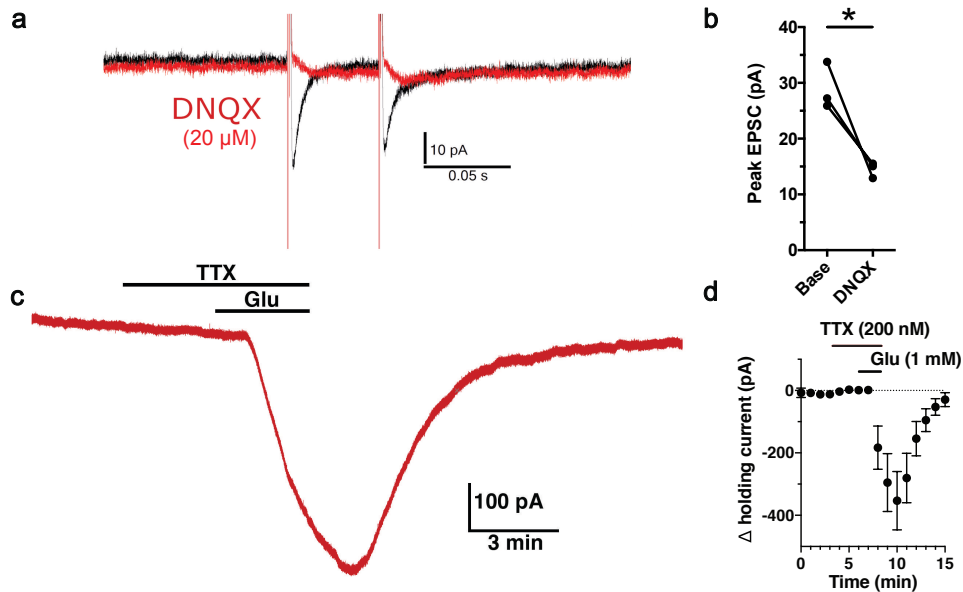 a
DNQX
(20 µM)
10 pA
0.05 s
b
*
Peak EPSC (pA)
40
30
20
10
0
Base
DNQX
c
TTX
Glu
100 pA
3 min
d
TTX (200 nM)
Glu (1 mM)
Δ holding current (pA)
0
-200
-400
0
5
10
15
Time (min)